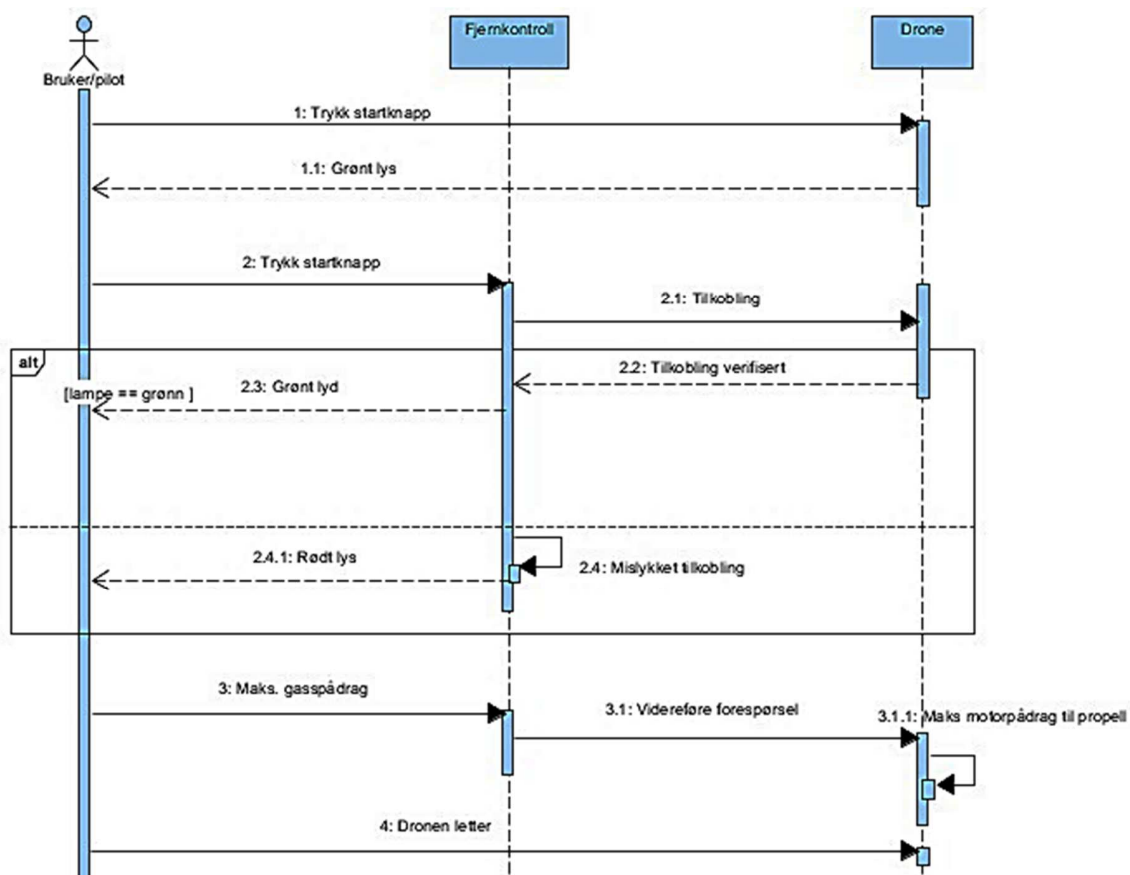 Fjernkontroll
Drone
Bruker/pilot
1: Trykk startknapp
1.1: Grønt lys
2: Trykk startknapp
2.1: Tilkobling
alt
2.2: Tilkobling verifisert
[lampe == grønn ]
2.3: Grønt lyd
2.4.1: Rødt lys
2.4: Mislykket tilkobling
3: Maks. gasspådrag
3.1: Videreføre forespørsel
3.1.1: Maks motorpådrag til propell
4: Dronen letter